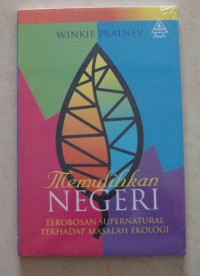 WINKIE PRATNEY
Memulihkan
NEGERI
TEROBOSAN SUPERNATURAL
TERHADAP MASALAH EKOLOGI